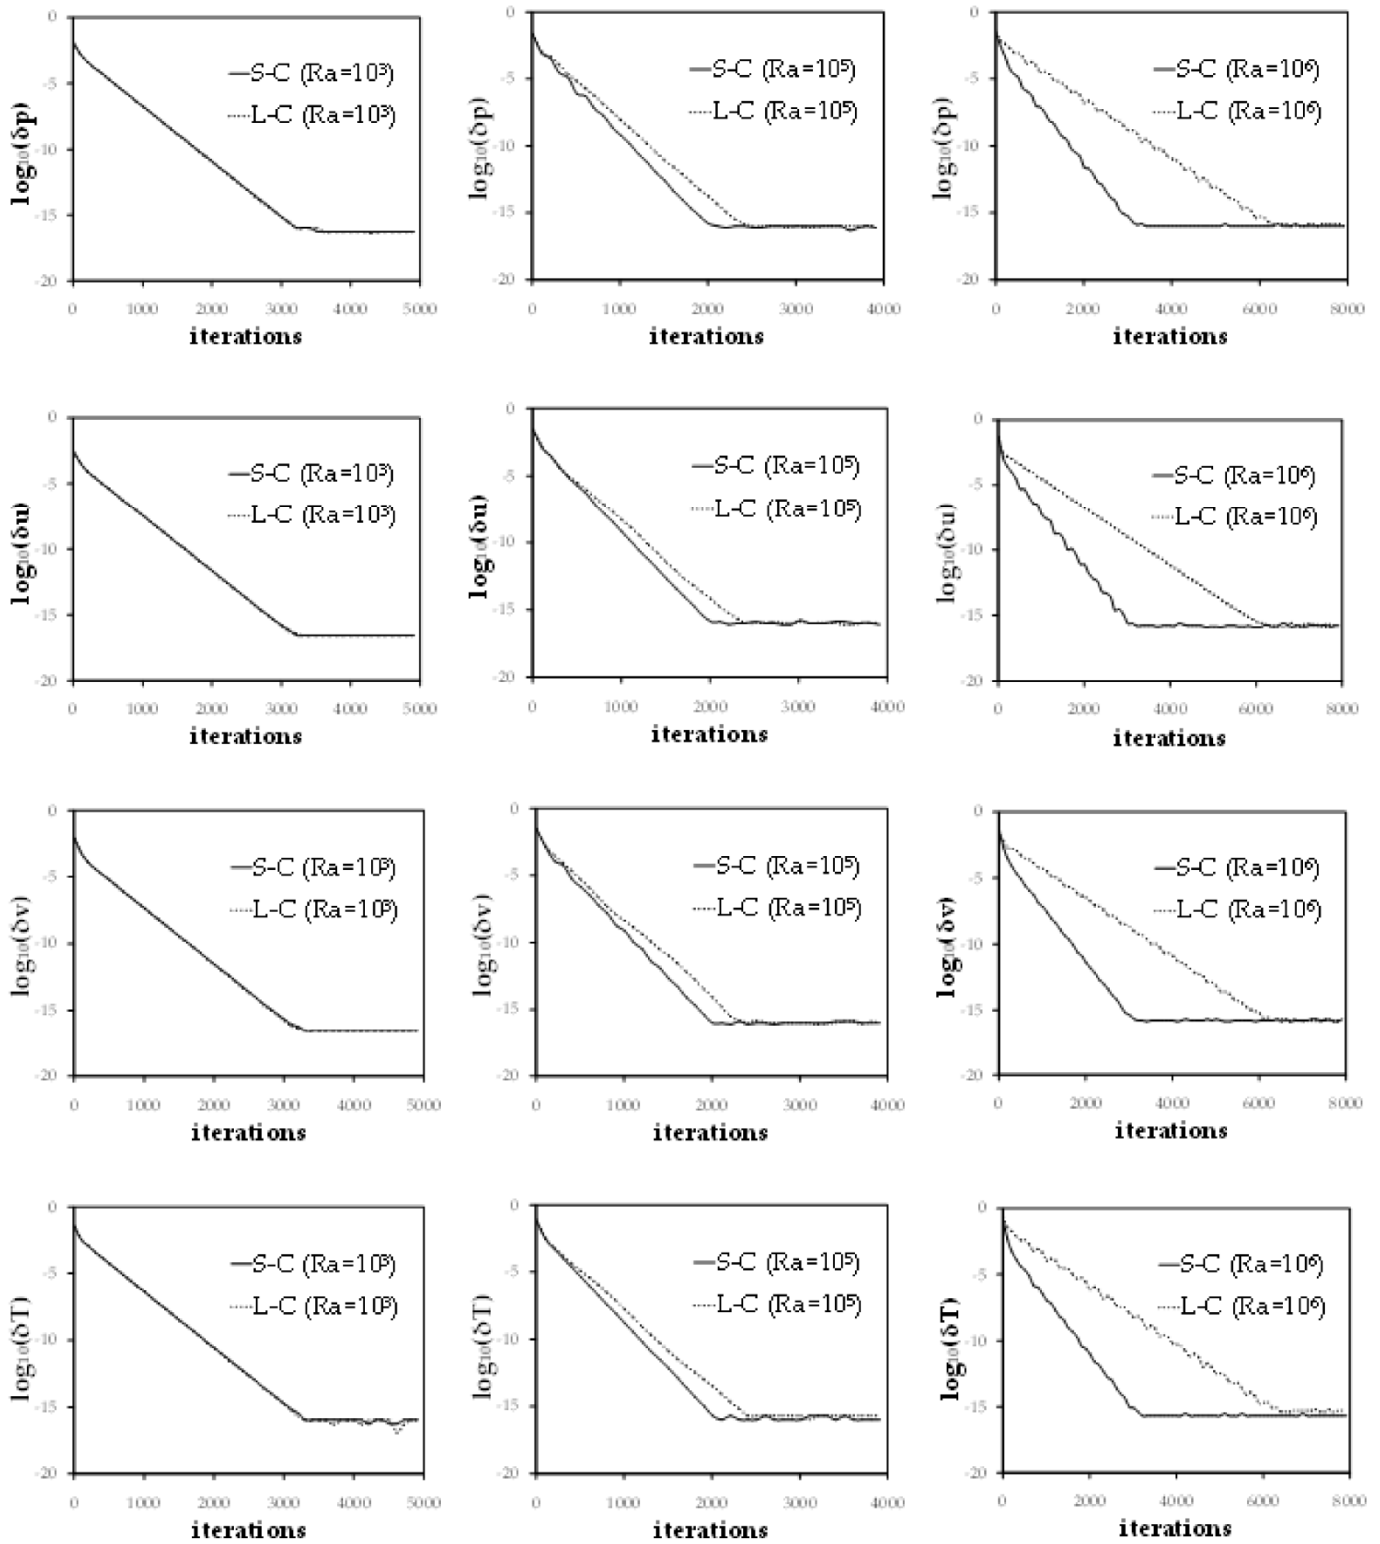 0
-5
-10
-15
-20
log₁₀(δp)
S-C (Ra=10³)
L-C (Ra=10³)
0 1000 2000 3000 4000 5000
iterations
0
-5
-10
-15
-20
log₁₀(δp)
S-C (Ra=10⁵)
L-C (Ra=10⁵)
0 1000 2000 3000 4000
iterations
0
-5
-10
-15
-20
log₁₀(δp)
S-C (Ra=10⁶)
L-C (Ra=10⁶)
0 2000 4000 6000 8000
iterations
0
-5
-10
-15
-20
log₁₀(δu)
S-C (Ra=10³)
L-C (Ra=10³)
0 1000 2000 3000 4000 5000
iterations
0
-5
-10
-15
-20
log₁₀(δu)
S-C (Ra=10⁵)
L-C (Ra=10⁵)
0 1000 2000 3000 4000
iterations
0
-5
-10
-15
-20
log₁₀(δu)
S-C (Ra=10⁶)
L-C (Ra=10⁶)
0 2000 4000 6000 8000
iterations
0
-5
-10
-15
-20
log₁₀(δv)
S-C (Ra=10³)
L-C (Ra=10³)
0 1000 2000 3000 4000 5000
iterations
0
-5
-10
-15
-20
log₁₀(δv)
S-C (Ra=10⁵)
L-C (Ra=10⁵)
0 1000 2000 3000 4000
iterations
0
-5
-10
-15
-20
log₁₀(δv)
S-C (Ra=10⁶)
L-C (Ra=10⁶)
0 2000 4000 6000 8000
iterations
0
-5
-10
-15
-20
log₁₀(δT)
S-C (Ra=10³)
L-C (Ra=10³)
0 1000 2000 3000 4000 5000
iterations
0
-5
-10
-15
-20
log₁₀(δT)
S-C (Ra=10⁵)
L-C (Ra=10⁵)
0 1000 2000 3000 4000
iterations
0
-5
-10
-15
-20
log₁₀(δT)
S-C (Ra=10⁶)
L-C (Ra=10⁶)
0 2000 4000 6000 8000
iterations